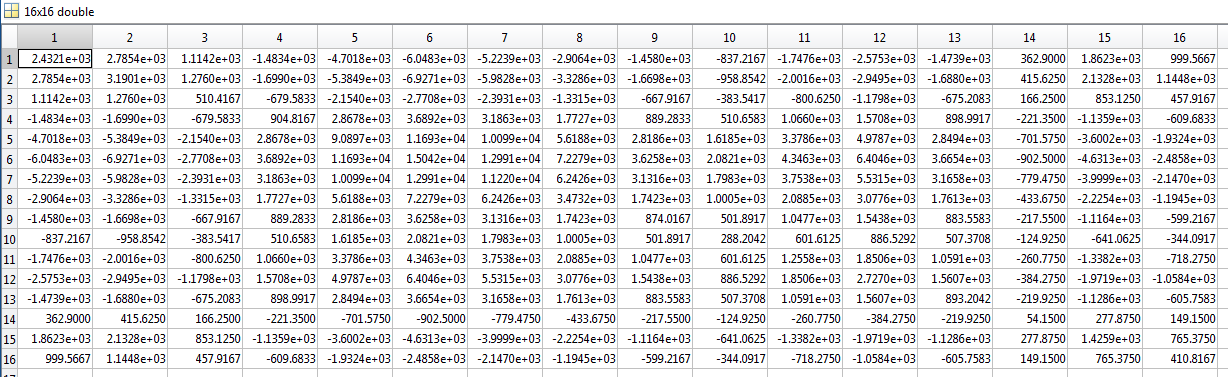 16x16 double
1 2 3 4 5 6 7 8 9 10 11 12 13 14 15 16
1 2.4321e+03 2.7854e+03 1.1142e+03 -1.4834e+03 -4.7018e+03 -6.0483e+03 -5.2239e+03 -2.9064e+03 -1.4580e+03 -837.2167 -1.7476e+03 -2.5753e+03 -1.4739e+03 362.9000 1.8623e+03 999.5667
2 2.7854e+03 3.1901e+03 1.2760e+03 -1.6990e+03 -5.3849e+03 -6.9271e+03 -5.9828e+03 -3.3286e+03 -1.6698e+03 -958.8542 -2.0016e+03 -2.9495e+03 -1.6880e+03 415.6250 2.1328e+03 1.1448e+03
3 1.1142e+03 1.2760e+03 510.4167 -679.5833 -2.1540e+03 -2.7708e+03 -2.3931e+03 -1.3315e+03 -667.9167 -383.5417 -800.6250 -1.1798e+03 -675.2083 166.2500 853.1250 457.9167
4 -1.4834e+03 -1.6990e+03 -679.5833 904.8167 2.8678e+03 3.6892e+03 3.1863e+03 1.7727e+03 889.2833 510.6583 1.0660e+03 1.5708e+03 898.9917 -221.3500 -1.1359e+03 -609.6833
5 -4.7018e+03 -5.3849e+03 -2.1540e+03 2.8678e+03 9.0897e+03 1.1693e+04 1.0099e+04 5.6188e+03 2.8186e+03 1.6185e+03 3.3786e+03 4.9787e+03 2.8494e+03 -701.5750 -3.6002e+03 -1.9324e+03
6 -6.0483e+03 -6.9271e+03 -2.7708e+03 3.6892e+03 1.1693e+04 1.5042e+04 1.2991e+04 7.2279e+03 3.6258e+03 2.0821e+03 4.3463e+03 6.4046e+03 3.6654e+03 -902.5000 -4.6313e+03 -2.4858e+03
7 -5.2239e+03 -5.9828e+03 -2.3931e+03 3.1863e+03 1.0099e+04 1.2991e+04 1.1220e+04 6.2426e+03 3.1316e+03 1.7983e+03 3.7538e+03 5.5315e+03 3.1658e+03 -779.4750 -3.9999e+03 -2.1470e+03
8 -2.9064e+03 -3.3286e+03 -1.3315e+03 1.7727e+03 5.6188e+03 7.2279e+03 6.2426e+03 3.4732e+03 1.7423e+03 1.0005e+03 2.0885e+03 3.0776e+03 1.7613e+03 -433.6750 -2.2254e+03 -1.1945e+03
9 -1.4580e+03 -1.6698e+03 -667.9167 889.2833 2.8186e+03 3.6258e+03 3.1316e+03 1.7423e+03 874.0167 501.8917 1.0477e+03 1.5438e+03 883.5583 -217.5500 -1.1164e+03 -599.2167
10 -837.2167 -958.8542 -383.5417 510.6583 1.6185e+03 2.0821e+03 1.7983e+03 1.0005e+03 501.8917 288.2042 601.6125 886.5292 507.3708 -124.9250 -641.0625 -344.0917
11 -1.7476e+03 -2.0016e+03 -800.6250 1.0660e+03 3.3786e+03 4.3463e+03 3.7538e+03 2.0885e+03 1.0477e+03 601.6125 1.2558e+03 1.8506e+03 1.0591e+03 -260.7750 -1.3382e+03 -718.2750
12 -2.5753e+03 -2.9495e+03 -1.1798e+03 1.5708e+03 4.9787e+03 6.4046e+03 5.5315e+03 3.0776e+03 1.5438e+03 886.5292 1.8506e+03 2.7270e+03 1.5607e+03 -384.2750 -1.9719e+03 -1.0584e+03
13 -1.4739e+03 -1.6880e+03 -675.2083 898.9917 2.8494e+03 3.6654e+03 3.1658e+03 1.7613e+03 883.5583 507.3708 1.0591e+03 1.5607e+03 893.2042 -219.9250 -1.1286e+03 -605.7583
14 362.9000 415.6250 166.2500 -221.3500 -701.5750 -902.5000 -779.4750 -433.6750 -217.5500 -124.9250 -260.7750 -384.2750 -219.9250 54.1500 277.8750 149.1500
15 1.8623e+03 2.1328e+03 853.1250 -1.1359e+03 -3.6002e+03 -4.6313e+03 -3.9999e+03 -2.2254e+03 -1.1164e+03 -641.0625 -1.3382e+03 -1.9719e+03 -1.1286e+03 277.8750 1.4259e+03 765.3750
16 999.5667 1.1448e+03 457.9167 -609.6833 -1.9324e+03 -2.4858e+03 -2.1470e+03 -1.1945e+03 -599.2167 -344.0917 -718.2750 -1.0584e+03 -605.7583 149.1500 765.3750 410.8167